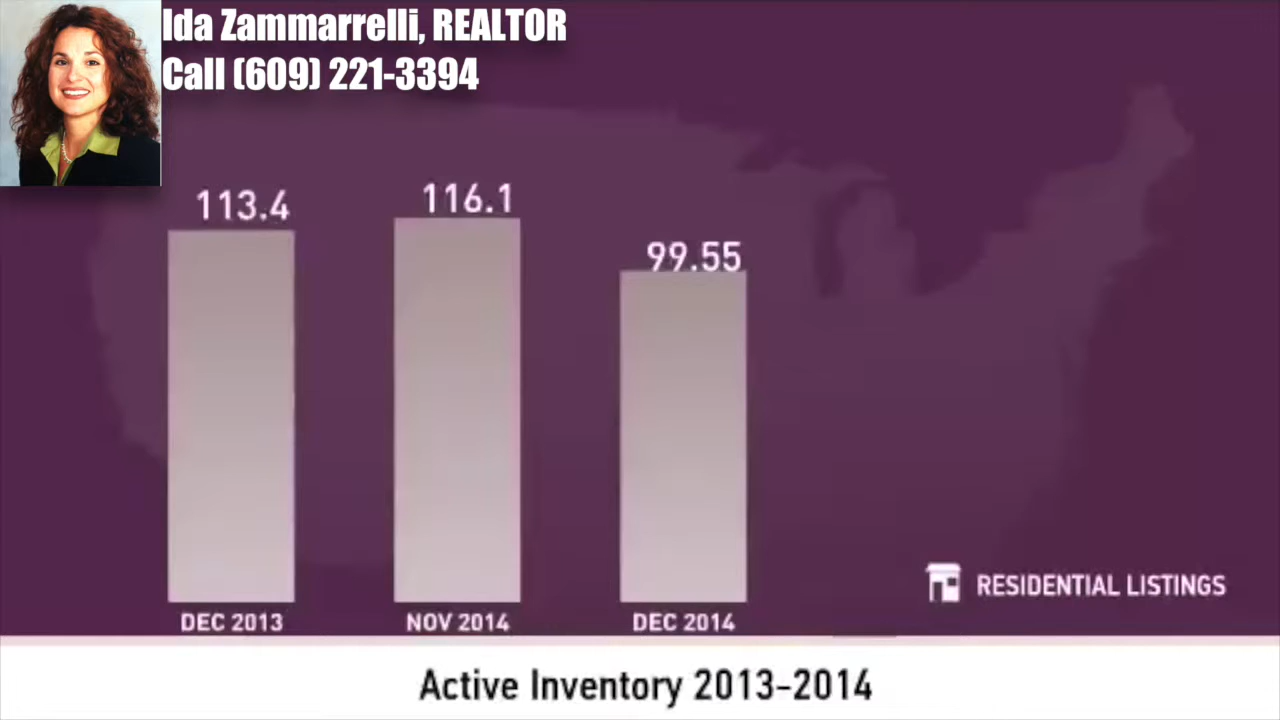 Ida Zammarrelli, REALTOR
Call (609) 221-3394
113.4
116.1
99.55
DEC 2013
NOV 2014
DEC 2014
RESIDENTIAL LISTINGS
Active Inventory 2013-2014